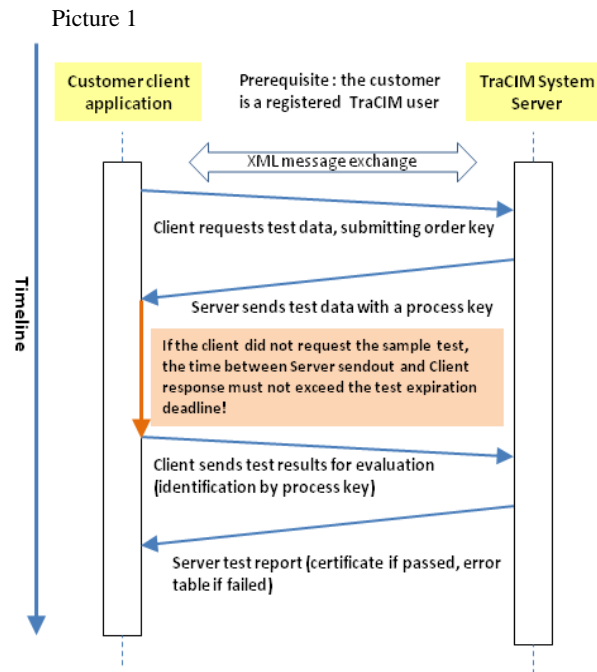 Picture 1
Customer client
application
Prerequisite : the customer
is a registered TraCIM user
TraCIM System
Server
XML message exchange
Client requests test data, submitting order key
Server sends test data with a process key
If the client did not request the sample test,
the time between Server sendout and Client
response must not exceed the test expiration
deadline!
Client sends test results for evaluation
(identification by process key)
Server test report (certificate if passed, error
table if failed)
Timeline